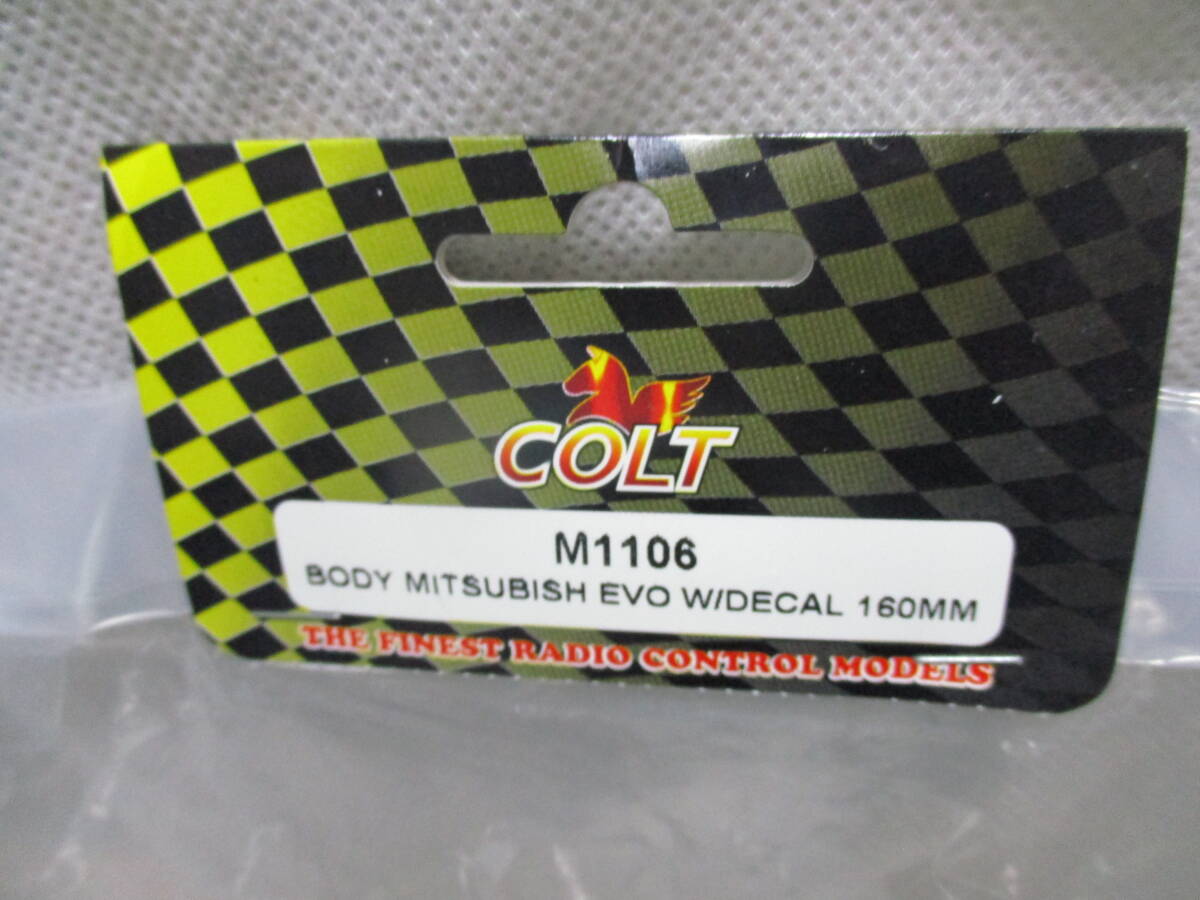 COLT
M1106
BODY MITSUBISH EVO W/DECAL 160MM
THE FINEST RADIO CONTROL MODELS